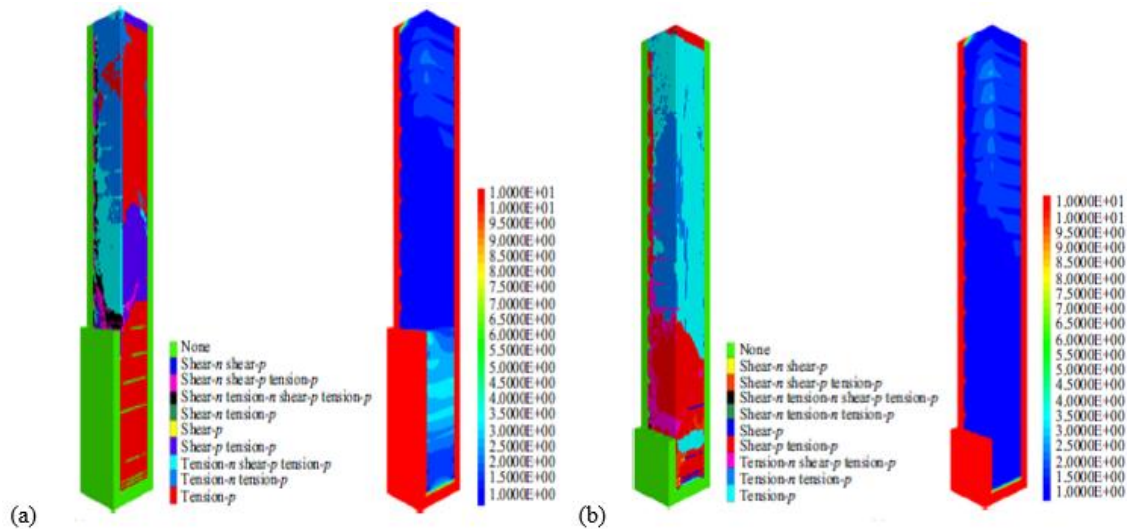 None
Shear-n shear-p
Shear-n shear-p tension-p
Shear-n tension-n shear-p tension-p
Shear-n tension-p
Shear-p
Shear-p tension-p
Tension-n shear-p tension-p
Tension-n tension-p
Tension-p
1.0000E+01
1.0000E+01
9.5000E+00
9.0000E+00
8.5000E+00
8.0000E+00
7.5000E+00
7.0000E+00
6.5000E+00
6.0000E+00
5.5000E+00
5.0000E+00
4.5000E+00
4.0000E+00
3.5000E+00
3.0000E+00
2.5000E+00
2.0000E+00
1.5000E+00
1.0000E+00
(a)
None
Shear-n shear-p
Shear-n shear-p tension-p
Shear-n tension-n shear-p tension-p
Shear-n tension-n tension-p
Shear-p
Shear-p tension-p
Tension-n shear-p tension-p
Tension-n tension-p
Tension-p
1.0000E+01
1.0000E+01
9.5000E+00
9.0000E+00
8.5000E+00
8.0000E+00
7.5000E+00
7.0000E+00
6.5000E+00
6.0000E+00
5.5000E+00
5.0000E+00
4.5000E+00
4.0000E+00
3.5000E+00
3.0000E+00
2.5000E+00
2.0000E+00
1.5000E+00
1.0000E+00
(b)